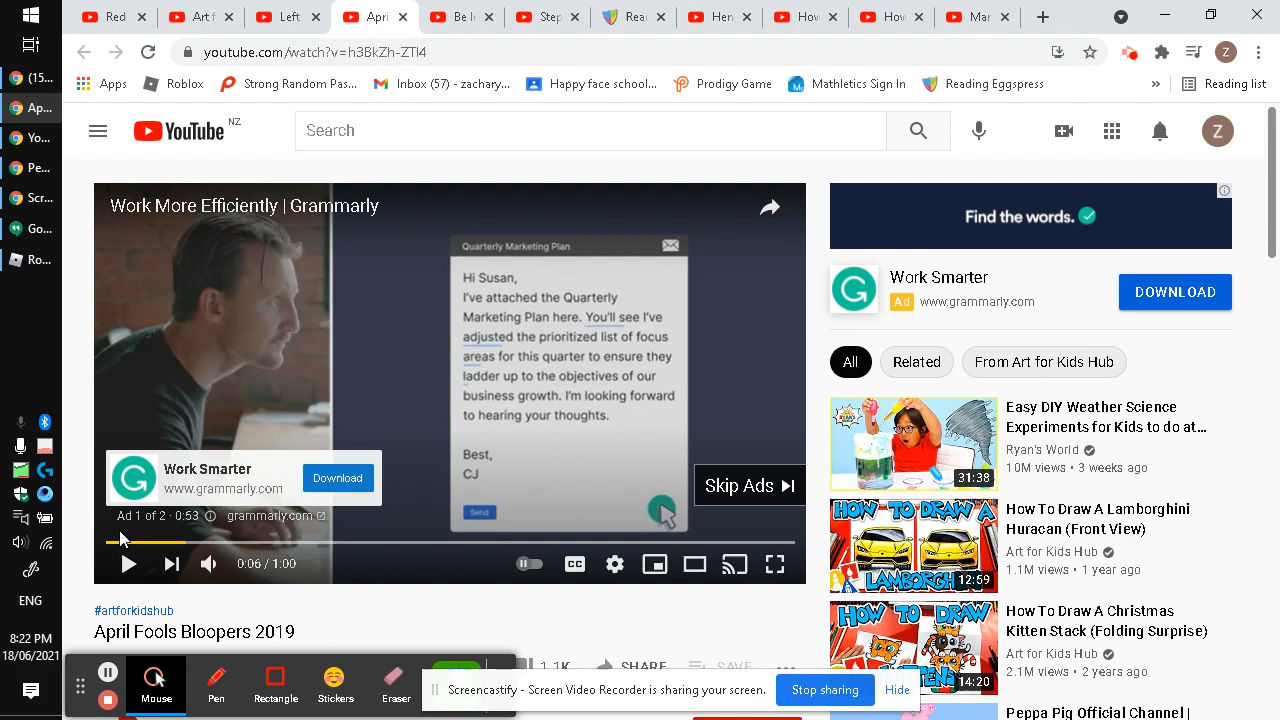 Red
Art f
Left
April
Be In
Step
Rea
Hen
How
How
Mar
youtube.com/watch?v=h3BkZh-ZTl4
Z
Apps
Roblox
Strong Random Pas...
Inbox (57) - zachary...
Happy face school...
Prodigy Game
Mathletics Sign In
Reading Eggspress
»
Reading list
(15...
Ap...
Yo...
Pe...
Scr...
Go...
Ro...
ENG
8:22 PM
18/06/2021
YouTube NZ
Search
Z
Work More Efficiently | Grammarly
Quarterly Marketing Plan
Hi Susan,
I've attached the Quarterly
Marketing Plan here. You'll see I've
adjusted the prioritized list of focus
areas for this quarter to ensure they
ladder up to the objectives of our
business growth. I'm looking forward
to hearing your thoughts.
Best,
CJ
Send
Work Smarter
www.grammarly.com
Download
Skip Ads
Ad 1 of 2 · 0:53
grammarly.com
0:06 / 1:00
CC
#artforkidshub
April Fools Bloopers 2019
1.1K
SHARE
SAVE
Find the words.
Work Smarter
Ad www.grammarly.com
DOWNLOAD
All
Related
From Art for Kids Hub
Easy DIY Weather Science
Experiments for Kids to do at...
Ryan's World
10M views • 3 weeks ago
31:38
HOW TO DRAW A
LAMBORGHINI
12:59
How To Draw A Lamborghini
Huracan (Front View)
Art for Kids Hub
1.1M views • 1 year ago
HOW TO DRAW
14:20
How To Draw A Christmas
Kitten Stack (Folding Surprise)
Art for Kids Hub
2.1M views • 2 years ago
Peppa Pig Official Channel |
Mouse
Pen
Rectangle
Stickers
Eraser
Screencastify - Screen Video Recorder is sharing your screen.
Stop sharing
Hide